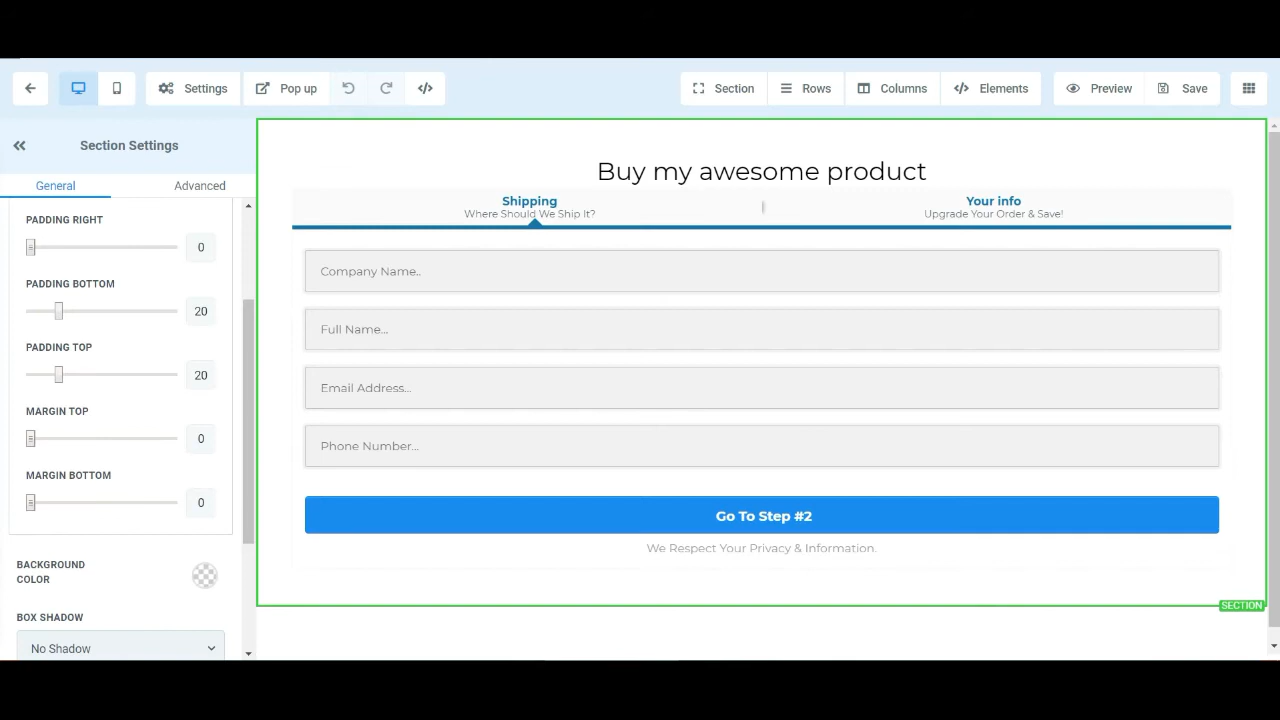 Settings
Pop up
Section
Rows
Columns
Elements
Preview
Save
Section Settings
General
Advanced
PADDING RIGHT
0
PADDING BOTTOM
20
PADDING TOP
20
MARGIN TOP
0
MARGIN BOTTOM
0
BACKGROUND
COLOR
BOX SHADOW
No Shadow
Buy my awesome product
Shipping
Where Should We Ship It?
Your info
Upgrade Your Order & Save!
Company Name..
Full Name...
Email Address...
Phone Number...
Go To Step #2
We Respect Your Privacy & Information.
SECTION